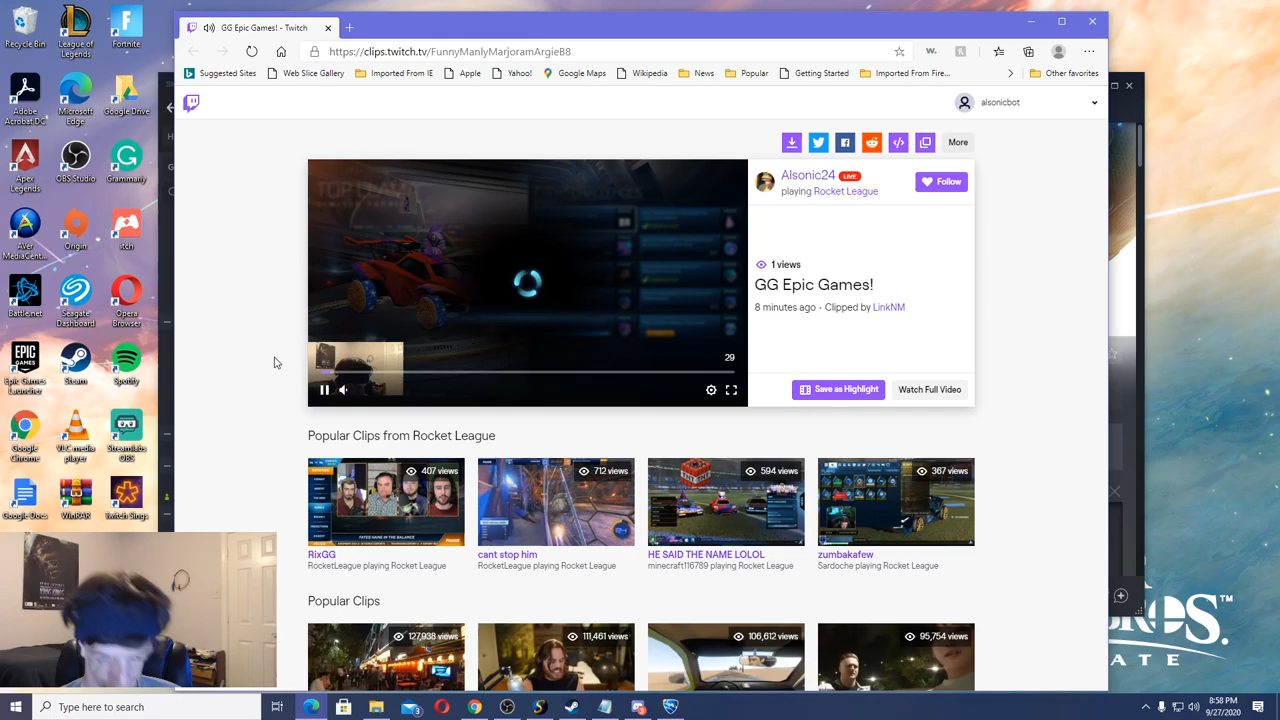 GG Epic Games! - Twitch
https://clips.twitch.tv/FunnyManlyMarjoramArgieB8
Suggested Sites
Web Slice Gallery
Imported From IE
Apple
Yahoo!
Google Maps
Wikipedia
News
Popular
Getting Started
Imported From Fire...
Other favorites
alsonicbot
More
Alsonic24 LIVE
playing Rocket League
Follow
1 views
GG Epic Games!
8 minutes ago · Clipped by LinkNM
29
Save as Highlight
Watch Full Video
Popular Clips from Rocket League
407 views
712 views
594 views
367 views
RixGG
RocketLeague playing Rocket League
cant stop him
RocketLeague playing Rocket League
HE SAID THE NAME LOLOL
minecraft116789 playing Rocket League
zumbakafew
Sardoche playing Rocket League
Popular Clips
127,938 views
111,461 views
106,612 views
95,754 views
Recycle Bin
League of
Legends
Fortnite
Adobe
Acrobat DC
Microsoft
Edge
Google Drive
Apex
Legends
OBS Studio
Grammarly
AVer
MediaCent...
Origin
itch
Battlenet
Seagate
Dashboard
Opera
Browser
Epic Games
Launcher
Steam
Spotify
Google
Chrome
VLC media
player
Streamlabs
OBS
Google Docs
WinRAR
Twitch Sings
ATE
Type here to search
3
8:58 PM
9/27/2020